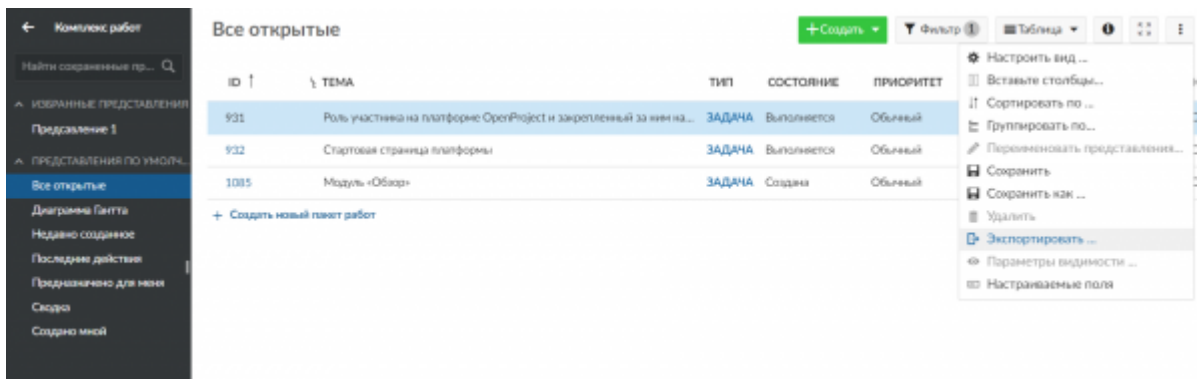 Комплекс работ
Все открытые
Создать
Фильтр 1
Таблица
Найти сохраненные пр...
ИЗБРАННЫЕ ПРЕДСТАВЛЕНИЯ
Представление 1
ПРЕДСТАВЛЕНИЯ ПО УМОЛЧ...
Все открытые
Диаграмма Гантта
Недавно созданное
Последние действия
Предназначено для меня
Сводка
Создано мной
ID ТЕМА ТИП СОСТОЯНИЕ ПРИОРИТЕТ
931 Роль участника на платформе OpenProject и закрепленный за ним на... ЗАДАЧА Выполняется Обычный
932 Стартовая страница платформы ЗАДАЧА Выполняется Обычный
1085 Модуль «Обзор» ЗАДАЧА Создана Обычный
+ Создать новый пакет работ
Настроить вид ...
Вставьте столбцы...
Сортировать по ...
Группировать по...
Переименовать представления...
Сохранить
Сохранить как ...
Удалить
Экспортировать ...
Параметры видимости ...
Настраиваемые поля